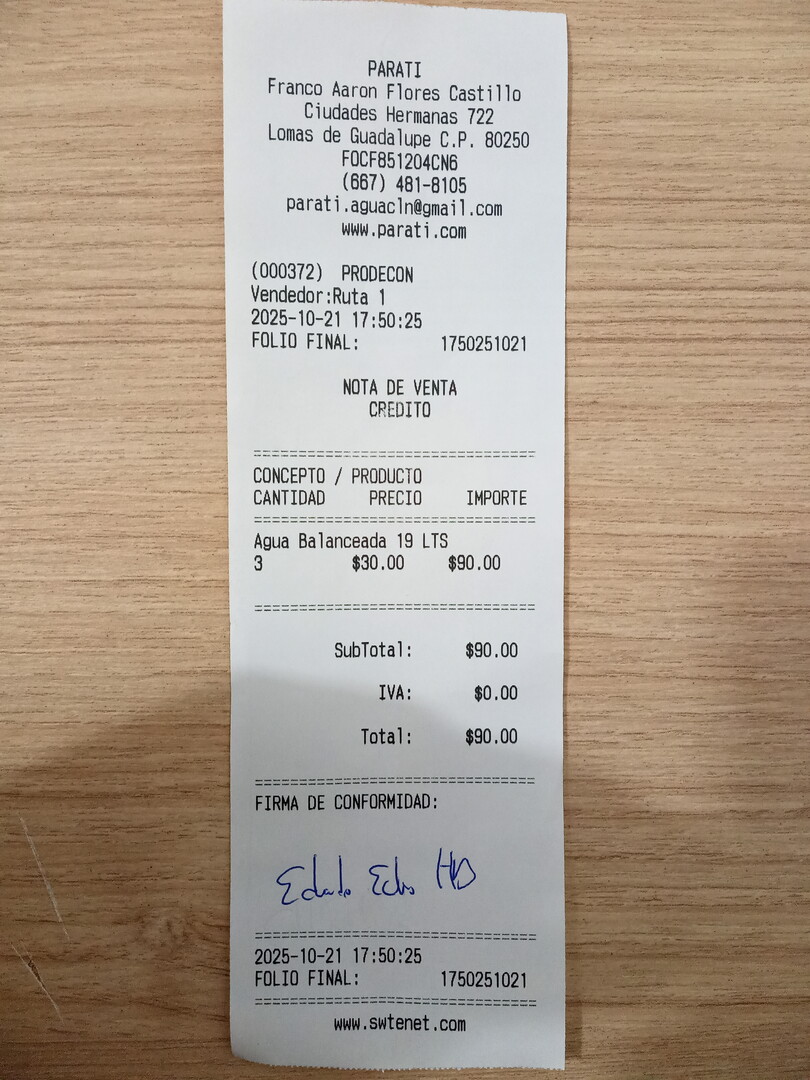 PARATI
Franco Aaron Flores Castillo
Ciudades Hermanas 722
Lomas de Guadalupe C.P. 80250
FOCF851204CN6
(667) 481-8105
parati.aguacln@gmail.com
www.parati.com
(000372) PRODECON
Vendedor:Ruta 1
2025-10-21 17:50:25
FOLIO FINAL: 1750251021
NOTA DE VENTA
CREDITO
================================
CONCEPTO / PRODUCTO
CANTIDAD PRECIO IMPORTE
================================
Agua Balanceada 19 LTS
3 $30.00 $90.00
================================
SubTotal: $90.00
IVA: $0.00
Total: $90.00
================================
FIRMA DE CONFORMIDAD:
================================
2025-10-21 17:50:25
FOLIO FINAL: 1750251021
================================
www.swtenet.com